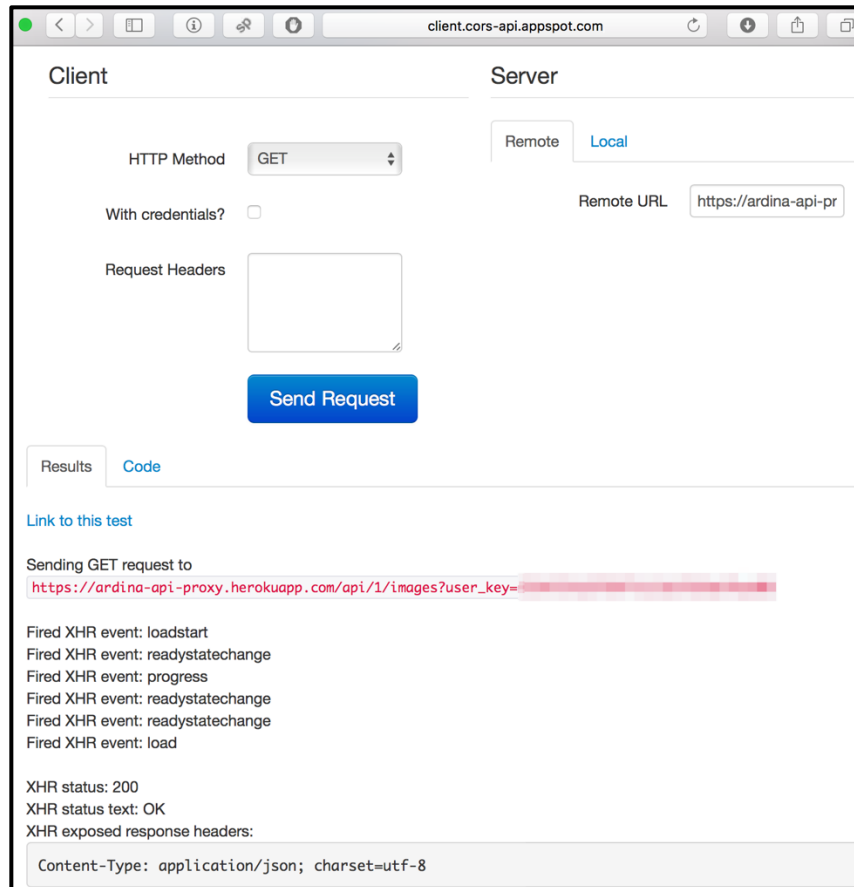 client.cors-api.appspot.com
Client
Server
HTTP Method
GET
With credentials?
Request Headers
Send Request
Remote
Local
Remote URL
https://ardina-api-pr
Results
Code
Link to this test
Sending GET request to
https://ardina-api-proxy.herokuapp.com/api/1/images?user_key=
Fired XHR event: loadstart
Fired XHR event: readystatechange
Fired XHR event: progress
Fired XHR event: readystatechange
Fired XHR event: readystatechange
Fired XHR event: load
XHR status: 200
XHR status text: OK
XHR exposed response headers:
Content-Type: application/json; charset=utf-8